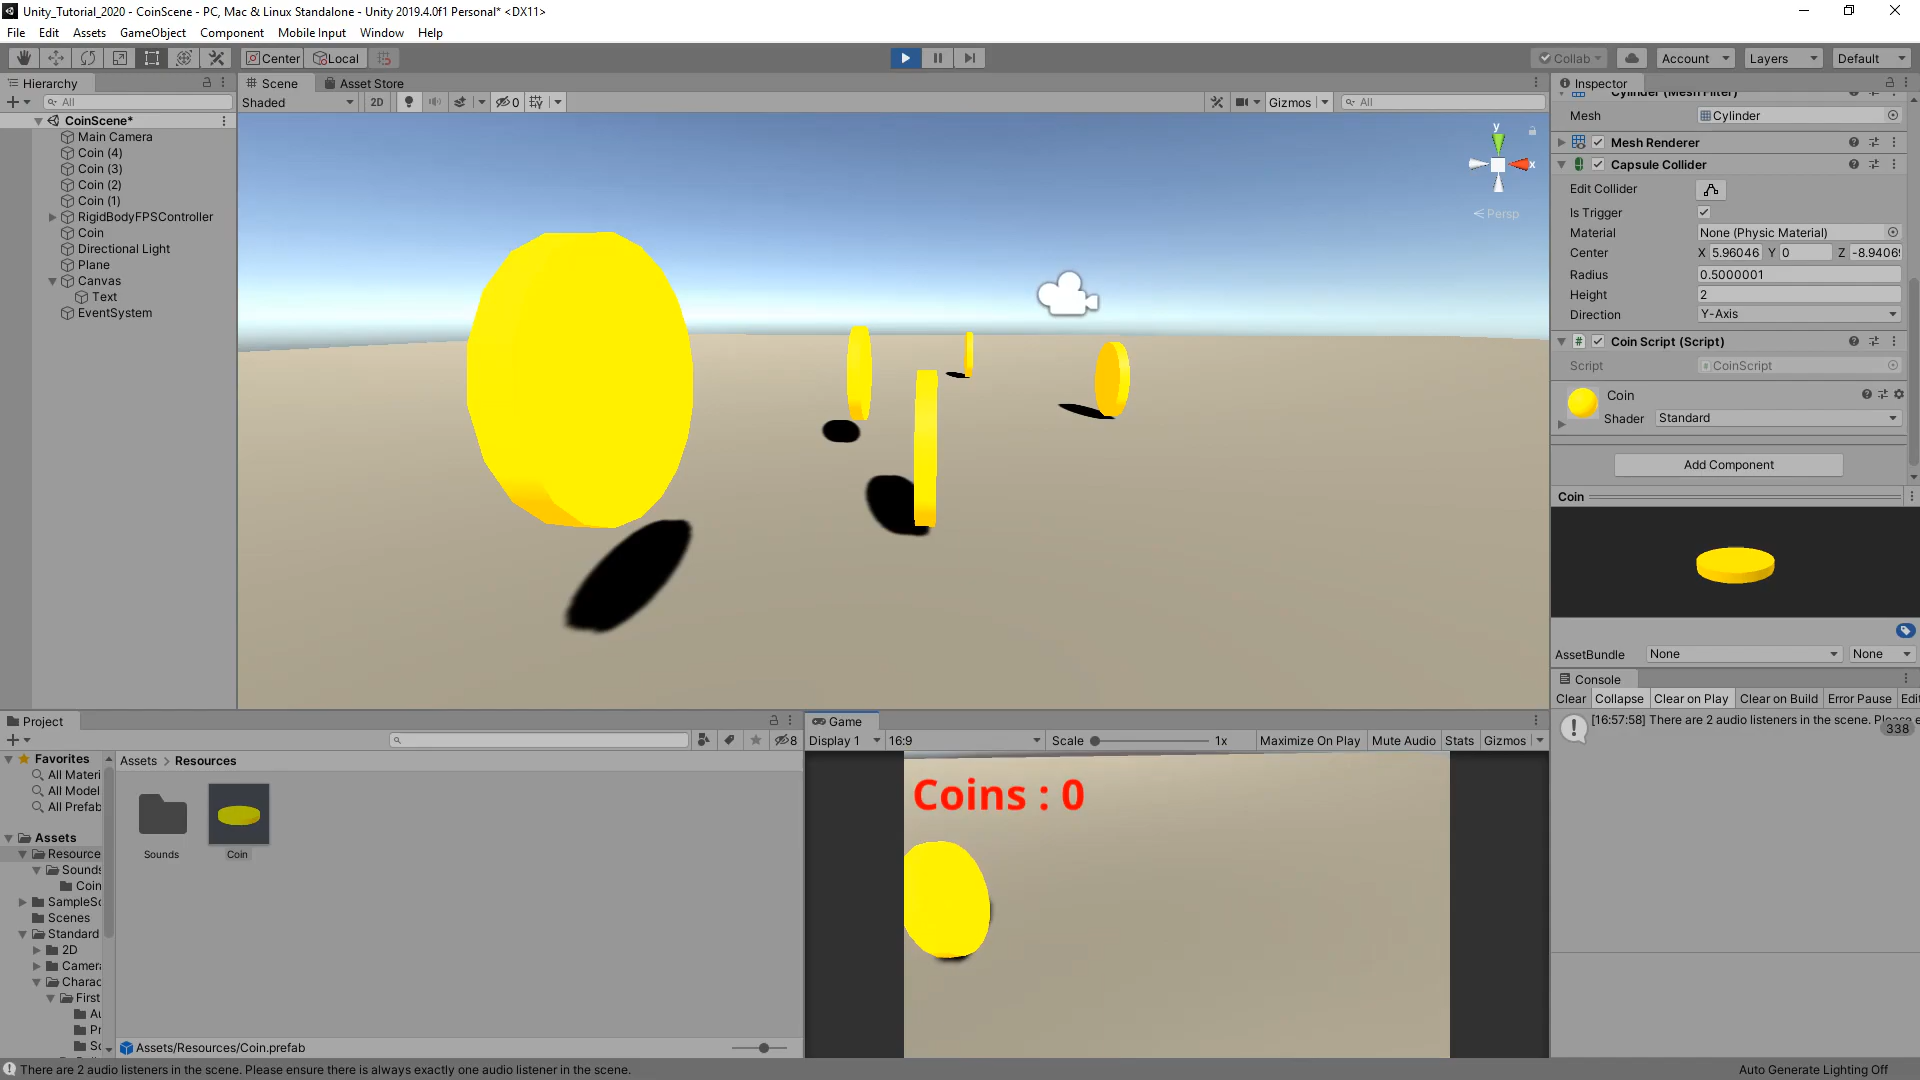 Unity_Tutorial_2020 - CoinScene - PC, Mac & Linux Standalone - Unity 2019.4.0f1 Personal* <DX11>
File Edit Assets GameObject Component Mobile Input Window Help
Center Local Collab Account Layers Default
Hierarchy
All
CoinScene*
Main Camera
Coin (4)
Coin (3)
Coin (2)
Coin (1)
RigidBodyFPSController
Coin
Directional Light
Plane
Canvas
Text
EventSystem
Scene Asset Store
Shaded 2D 0 Gizmos All
y
x
Persp
Inspector
Cylinder (Mesh Filter)
Mesh Cylinder
Mesh Renderer
Capsule Collider
Edit Collider
Is Trigger
Material None (Physic Material)
Center X 5.96046 Y 0 Z -8.9406
Radius 0.5000001
Height 2
Direction Y-Axis
Coin Script (Script)
Script CoinScript
Coin
Shader Standard
Add Component
Coin
AssetBundle None None
Console
Clear Collapse Clear on Play Clear on Build Error Pause Edit
[16:57:58] There are 2 audio listeners in the scene. Please e
338
Project
8
Favorites
All Materi
All Model
All Prefab
Assets
Resource
Sounds
Coin
SampleSc
Scenes
Standard
2D
Camera
Charac
First
Au
Pr
Sc
Assets > Resources
Sounds
Coin
Assets/Resources/Coin.prefab
Game
Display 1 16:9 Scale 1x Maximize On Play Mute Audio Stats Gizmos
Coins : 0
There are 2 audio listeners in the scene. Please ensure there is always exactly one audio listener in the scene.
Auto Generate Lighting Off